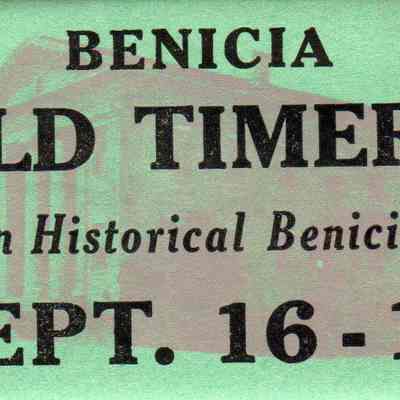 BENICIA
LD TIMER
n Historical Benici
EPT. 16 - 1